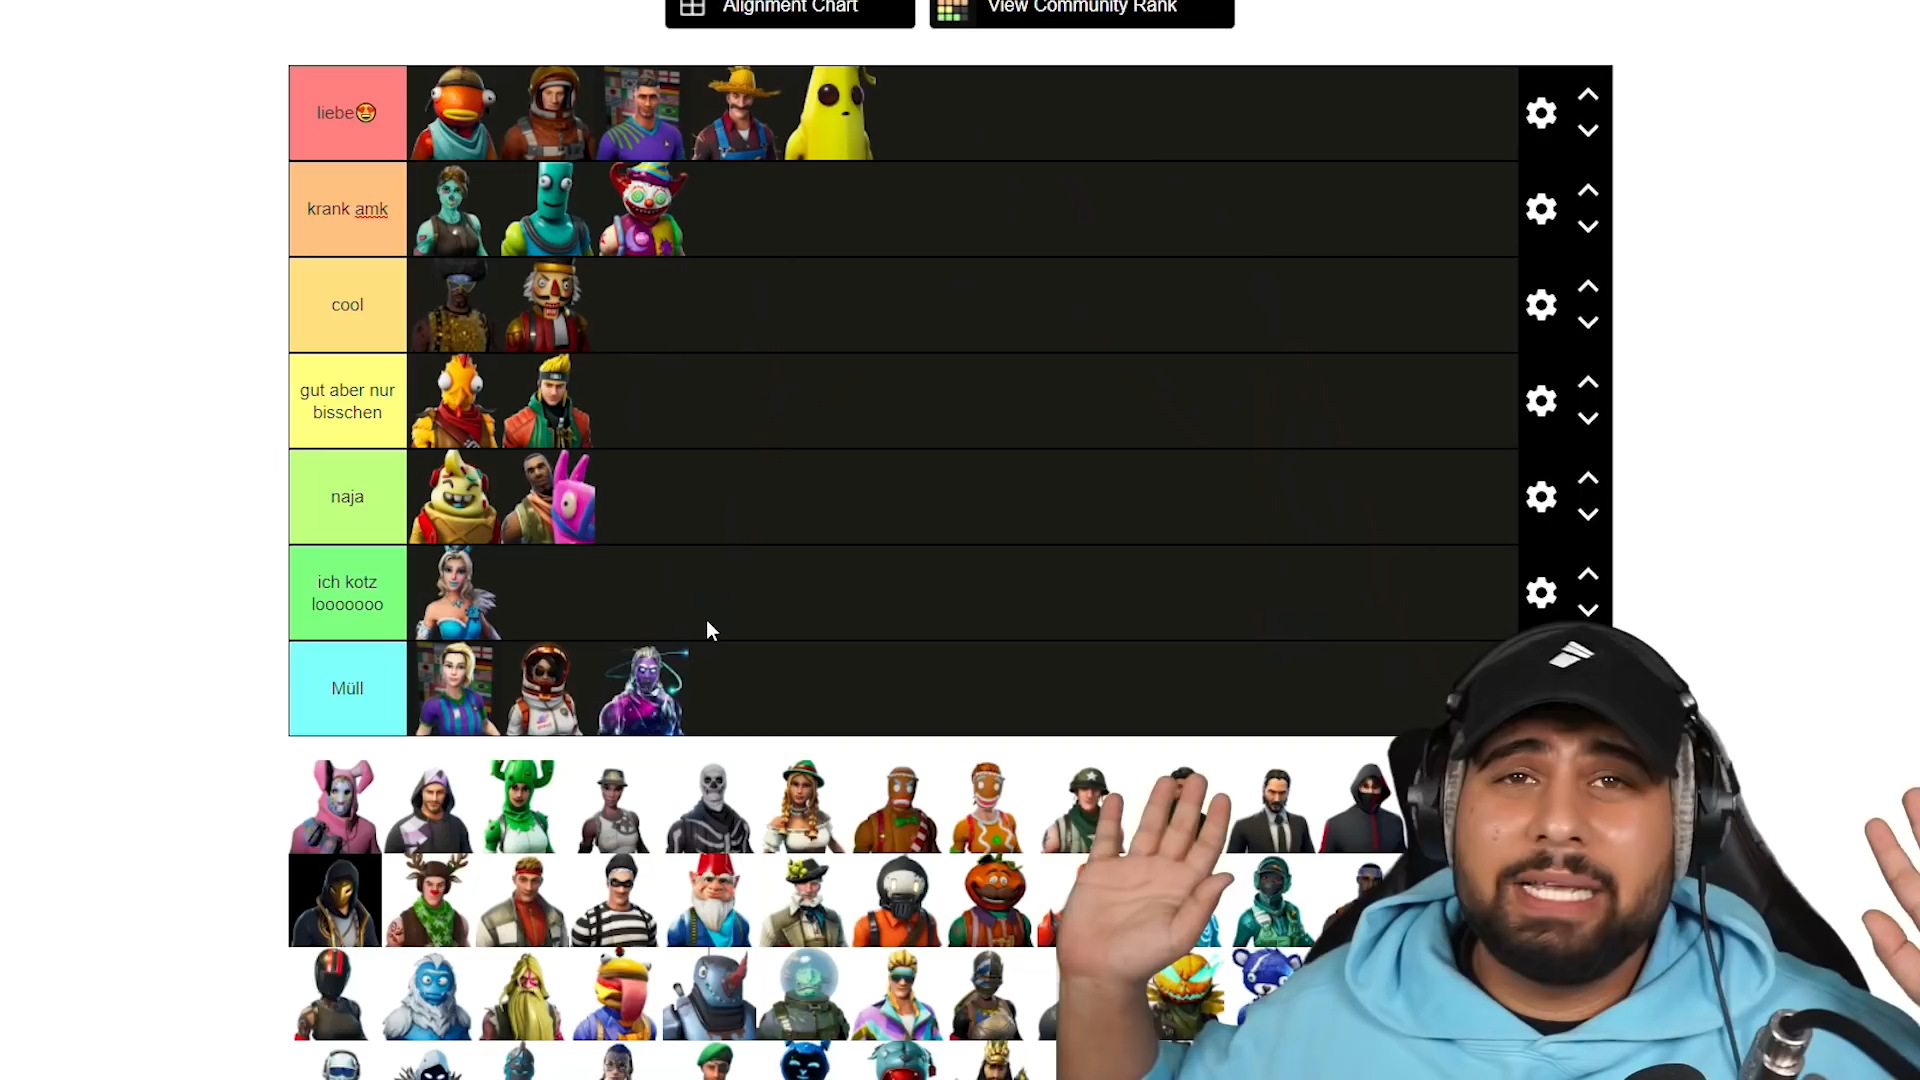 Alignment Chart
View Community Rank
liebe😍
krank amk
cool
gut aber nur
bisschen
naja
ich kotz
looooooo
Müll